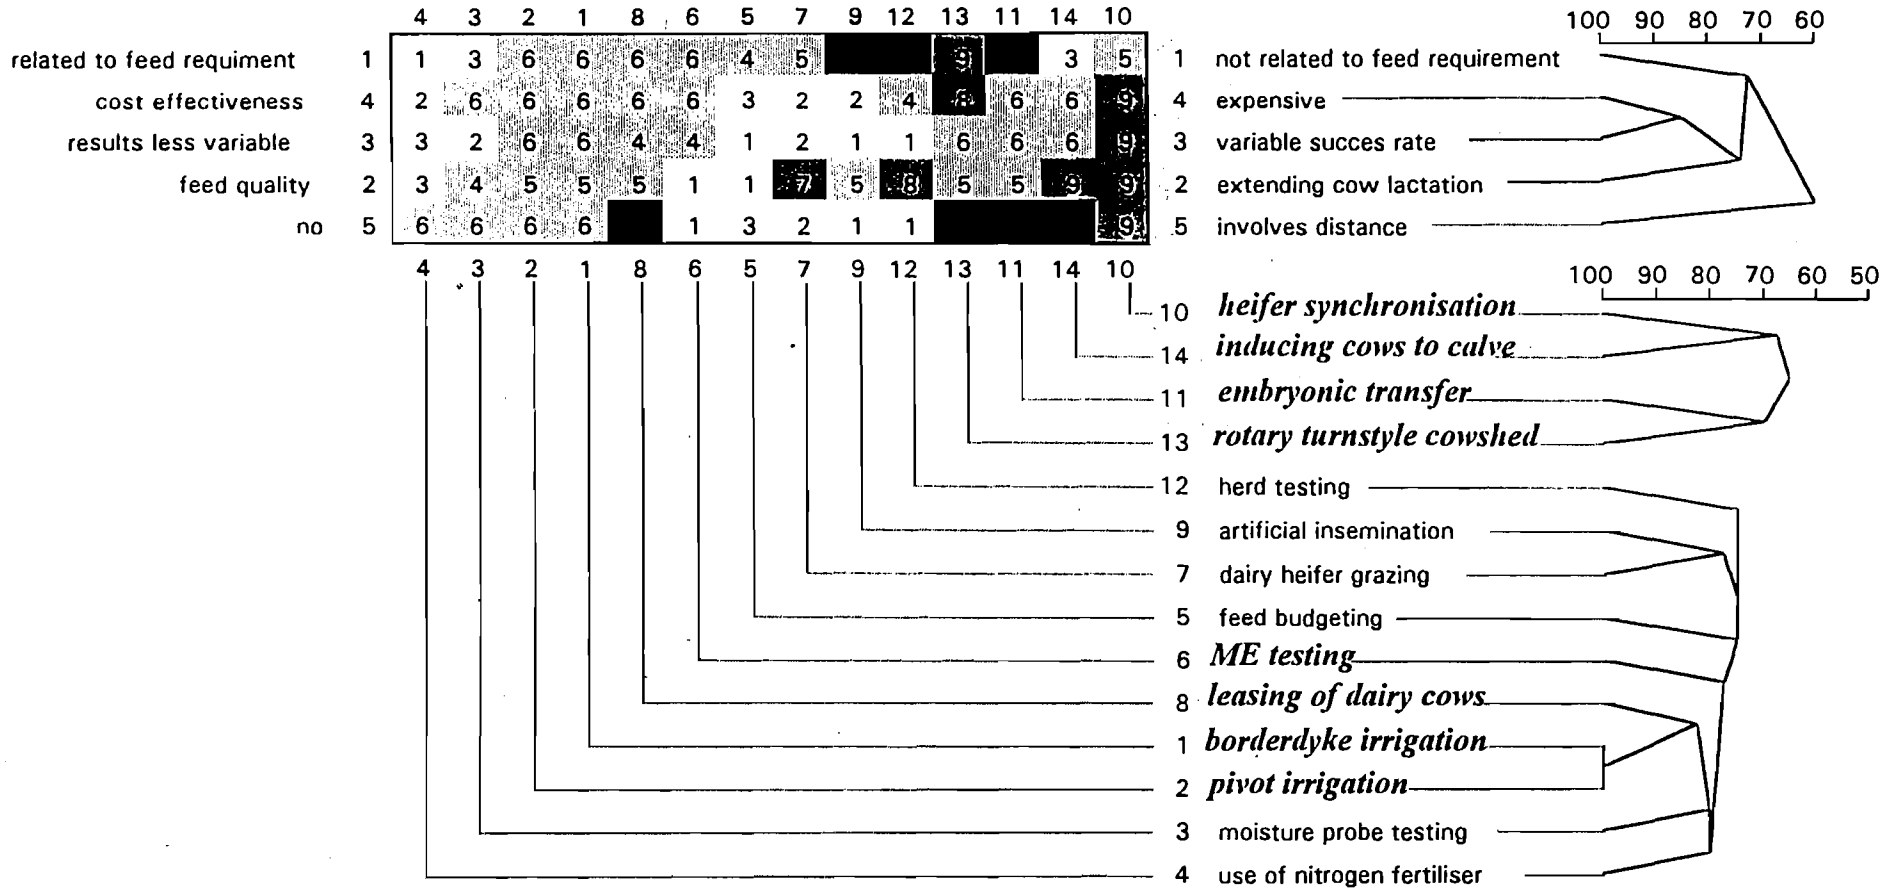 4 3 2 1 8 6 5 7 9 12 13 11 14 10
100 90 80 70 60
related to feed requiment 1 1 3 6 6 6 6 4 5 9 3 5 1 not related to feed requirement
cost effectiveness 4 2 6 6 6 6 6 3 2 2 4 8 6 6 9 4 expensive
results less variable 3 3 2 6 6 4 4 1 2 1 1 6 6 6 9 3 variable succes rate
feed quality 2 3 4 5 5 5 1 1 7 5 8 5 5 9 9 2 extending cow lactation
no 5 6 6 6 6 1 3 2 1 1 9 5 involves distance
4 3 2 1 8 6 5 7 9 12 13 11 14 10
100 90 80 70 60 50
10 heifer synchronisation
14 inducing cows to calve
11 embryonic transfer
13 rotary turnstyle cowshed
12 herd testing
9 artificial insemination
7 dairy heifer grazing
5 feed budgeting
6 ME testing
8 leasing of dairy cows
1 borderdyke irrigation
2 pivot irrigation
3 moisture probe testing
4 use of nitrogen fertiliser